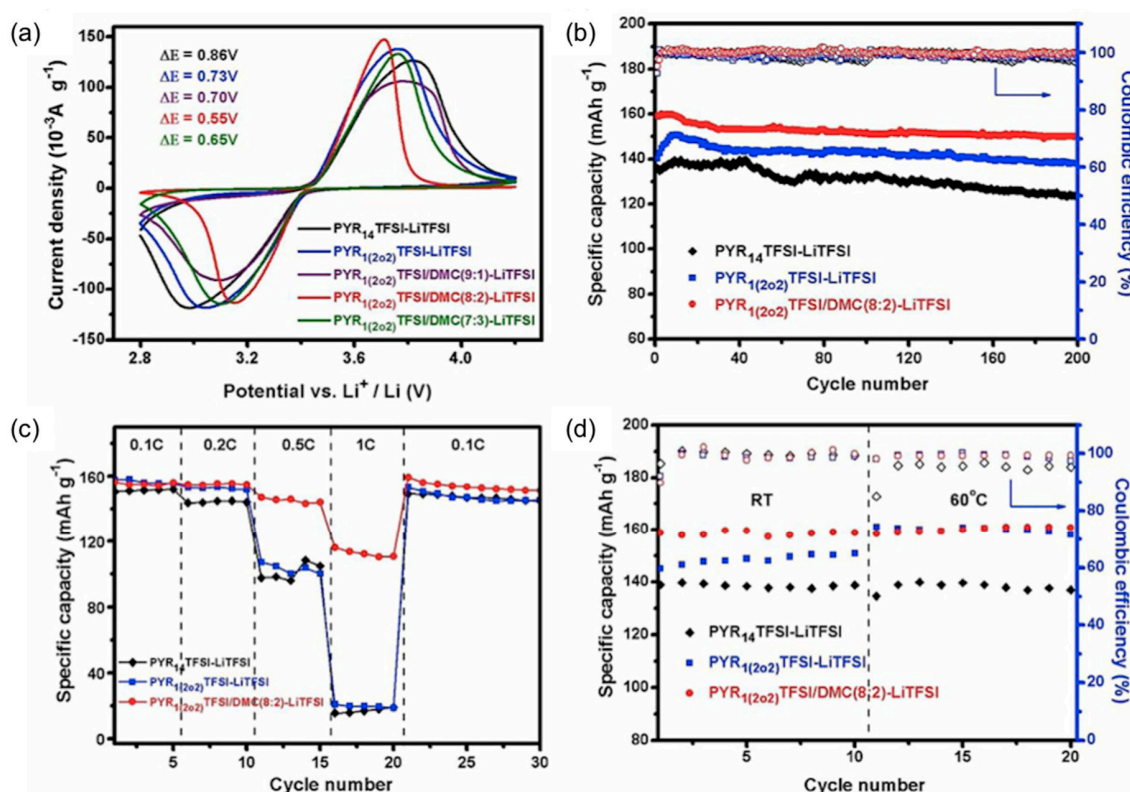 (a)
ΔE = 0.86V
ΔE = 0.73V
ΔE = 0.70V
ΔE = 0.55V
ΔE = 0.65V
150
100
50
0
-50
-100
-150
Current density (10⁻³A g⁻¹)
PYR₁₄TFSI-LiTFSI
PYR₁₍₂ₒ₂₎TFSI-LiTFSI
PYR₁₍₂ₒ₂₎TFSI/DMC(9:1)-LiTFSI
PYR₁₍₂ₒ₂₎TFSI/DMC(8:2)-LiTFSI
PYR₁₍₂ₒ₂₎TFSI/DMC(7:3)-LiTFSI
2.8 3.2 3.6 4.0
Potential vs. Li⁺ / Li (V)
(b)
200
180
160
140
120
100
80
60
Specific capacity (mAh g⁻¹)
PYR₁₄TFSI-LiTFSI
PYR₁₍₂ₒ₂₎TFSI-LiTFSI
PYR₁₍₂ₒ₂₎TFSI/DMC(8:2)-LiTFSI
100
80
60
40
20
0
Coulombic efficiency (%)
0 40 80 120 160 200
Cycle number
(c)
0.1C 0.2C 0.5C 1C 0.1C
160
120
80
40
0
Specific capacity (mAh g⁻¹)
PYR₁₄TFSI-LiTFSI
PYR₁₍₂ₒ₂₎TFSI-LiTFSI
PYR₁₍₂ₒ₂₎TFSI/DMC(8:2)-LiTFSI
5 10 15 20 25 30
Cycle number
(d)
200
190
180
170
160
150
140
130
120
110
100
90
80
Specific capacity (mAh g⁻¹)
RT 60°C
PYR₁₄TFSI-LiTFSI
PYR₁₍₂ₒ₂₎TFSI-LiTFSI
PYR₁₍₂ₒ₂₎TFSI/DMC(8:2)-LiTFSI
100
80
60
40
20
0
Coulombic efficiency (%)
5 10 15 20
Cycle number